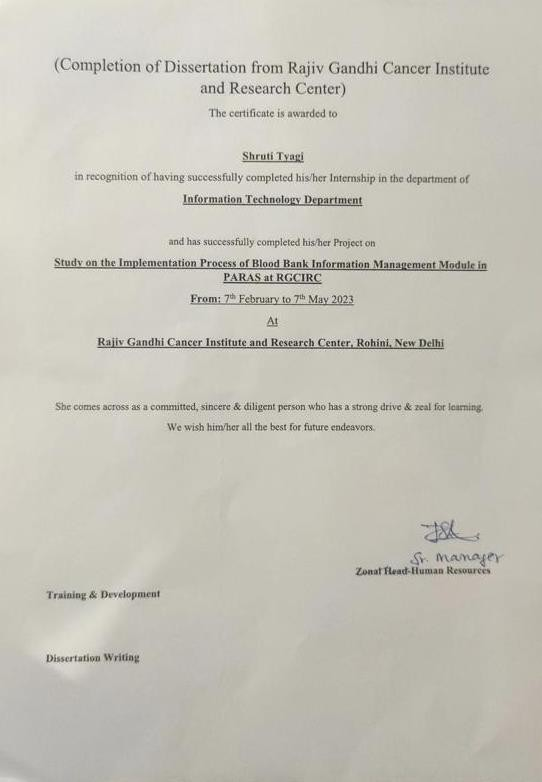 (Completion of Dissertation from Rajiv Gandhi Cancer Institute
and Research Center)
The certificate is awarded to
Shruti Tyagi
in recognition of having successfully completed his/her Internship in the department of
Information Technology Department
and has successfully completed his/her Project on
Study on the Implementation Process of Blood Bank Information Management Module in
PARAS at RGCIRC
From: 7th February to 7th May 2023
At
Rajiv Gandhi Cancer Institute and Research Center, Rohini, New Delhi
She comes across as a committed, sincere & diligent person who has a strong drive & zeal for learning.
We wish him/her all the best for future endeavors.
Sr. Manager
Zonal Head-Human Resources
Training & Development
Dissertation Writing